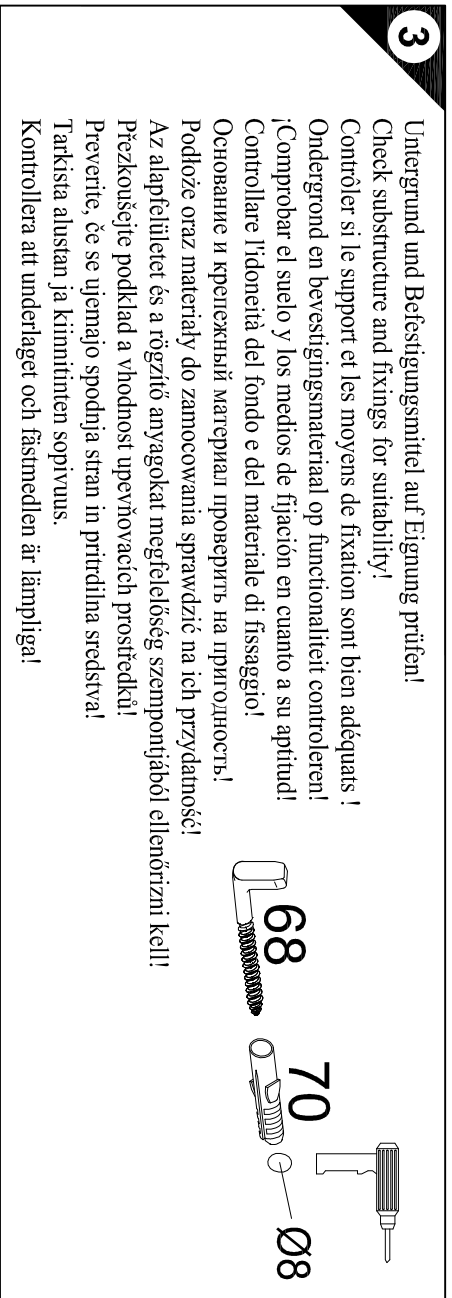 3
Untergrund und Befestigungsmittel auf Eignung prüfen!
Check substructure and fixings for suitability!
Contrôler si le support et les moyens de fixation sont bien adéquats !
Ondergrond en bevestigingsmateriaal op functionaliteit controleren!
¡Comprobar el suelo y los medios de fijación en cuanto a su aptitud!
Controllare l'idoneità del fondo e del materiale di fissaggio!
Основание и крепежный материал проверить на пригодность!
Podłoże oraz materiały do zamocowania sprawdzić na ich przydatność!
Az alapfelületet és a rögzítő anyagokat megfelelőség szempontjából ellenőrizni kell!
Přezkoušejte podklad a vhodnost upevňovacích prostředků!
Preverite, če se ujemajo spodnja stran in pritrdilna sredstva!
Tarkista alustan ja kiinnitinten sopivuus.
Kontrollera att underlaget och fästmedlen är lämpliga!
68
70
Ø8